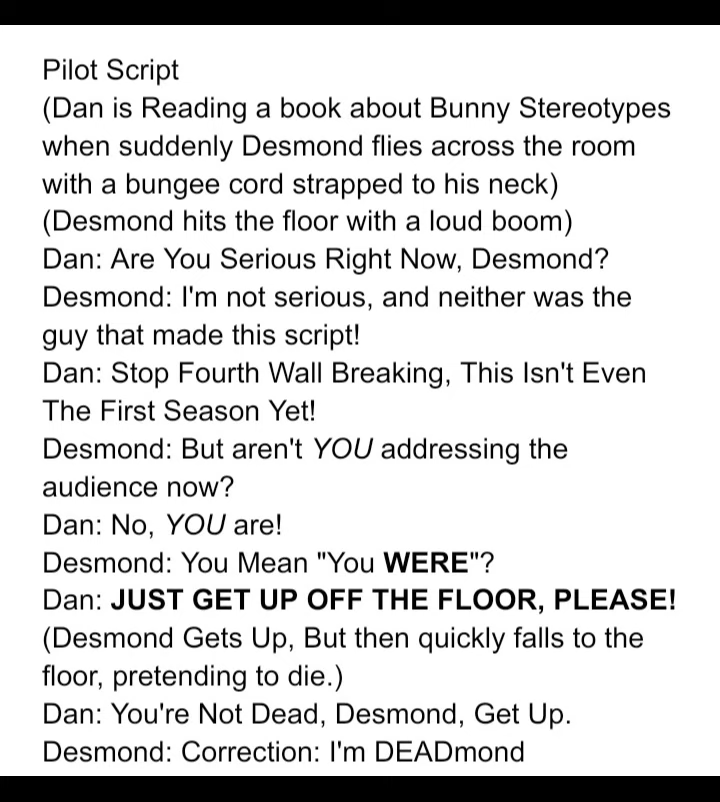 Pilot Script
(Dan is Reading a book about Bunny Stereotypes
when suddenly Desmond flies across the room
with a bungee cord strapped to his neck)
(Desmond hits the floor with a loud boom)
Dan: Are You Serious Right Now, Desmond?
Desmond: I'm not serious, and neither was the
guy that made this script!
Dan: Stop Fourth Wall Breaking, This Isn't Even
The First Season Yet!
Desmond: But aren't YOU addressing the
audience now?
Dan: No, YOU are!
Desmond: You Mean "You WERE"?
Dan: JUST GET UP OFF THE FLOOR, PLEASE!
(Desmond Gets Up, But then quickly falls to the
floor, pretending to die.)
Dan: You're Not Dead, Desmond, Get Up.
Desmond: Correction: I'm DEADmond